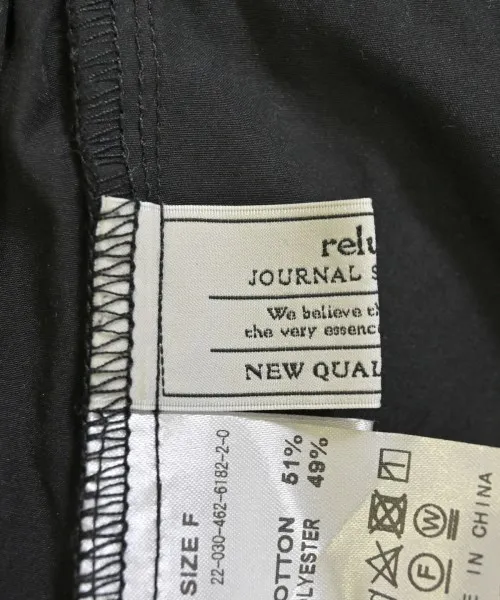 relu
JOURNAL S
We believe th
the very essenc
NEW QUAL
SIZE F
22-030-462-6182-2-0
OTTON 51%
LYESTER 49%
W
F
E IN CHINA